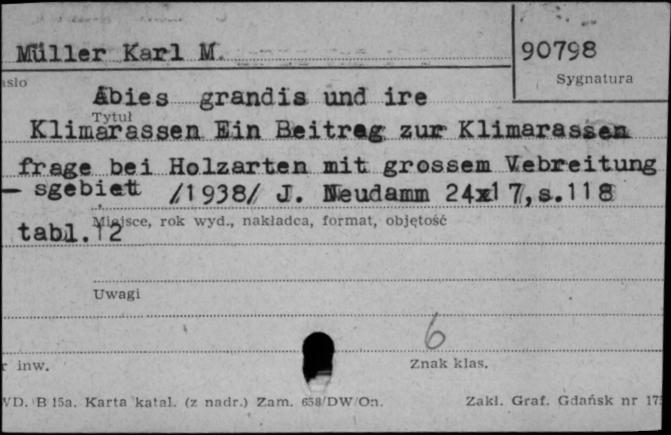 Müller Karl M.
90798
Sygnatura
Abies grandis und ire
Tytuł
Klimarassen Ein Beitrag zur Klimarassen
frage bei Holzarten mit grossem Vebreitung
- sgebiett /1938/ J. Neudamm 24x17,s.118
Miejsce, rok wyd., nakładca, format, objętość
tabl.12
Uwagi
6
inw.
Znak klas.
B 15a. Karta katal. (z nadr.) Zam. 658/DW/On.
Zakł. Graf. Gdańsk nr